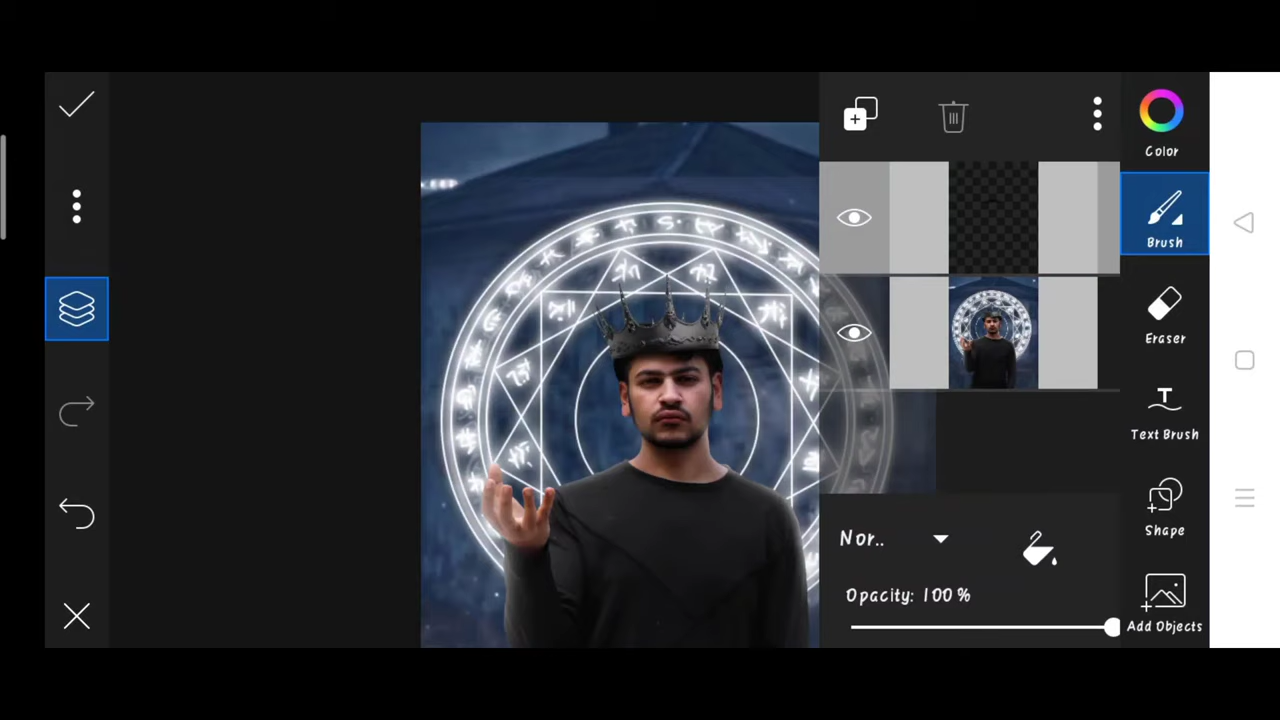 Color
Brush
Eraser
Text Brush
Shape
Add Objects
Nor..
Opacity: 100%